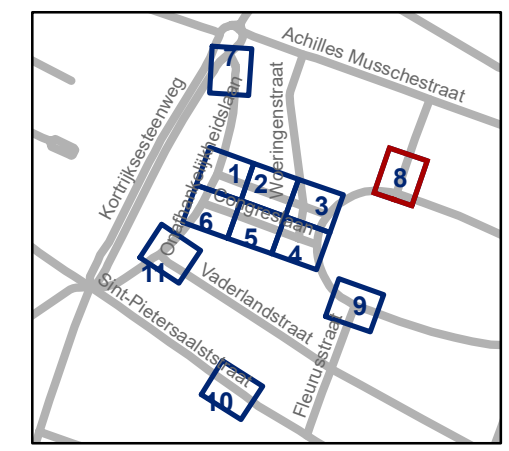 Achilles Musschestraat
7
Kortrijksesteenweg
Onafhankelijkheidslaan
Woeringenstraat
1
2
3
8
Congreslaan
6
5
4
11
Vaderlandstraat
9
Sint-Pietersaalststraat
Fleurusstraat
10